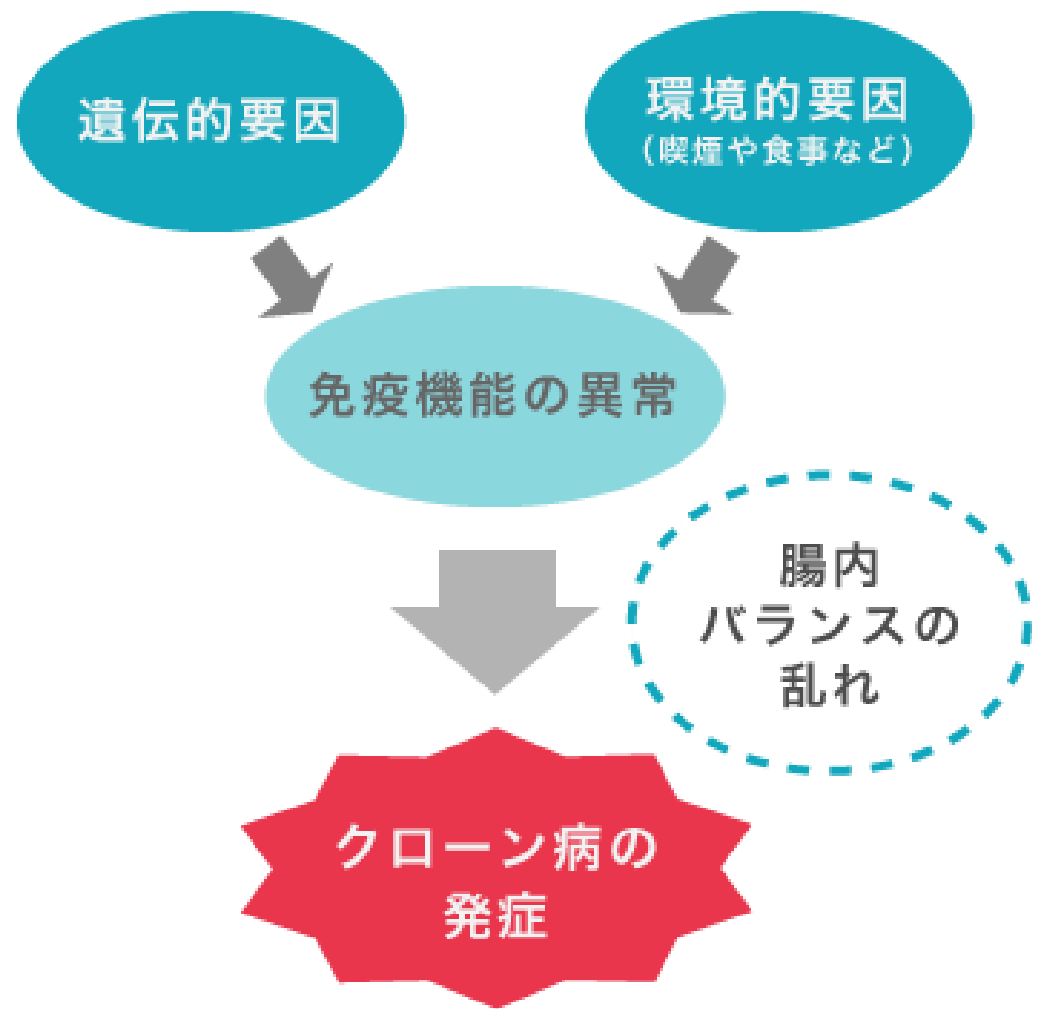 遺伝的要因
環境的要因
（喫煙や食事など）
免疫機能の異常
腸内
バランスの
乱れ
クローン病の
発症